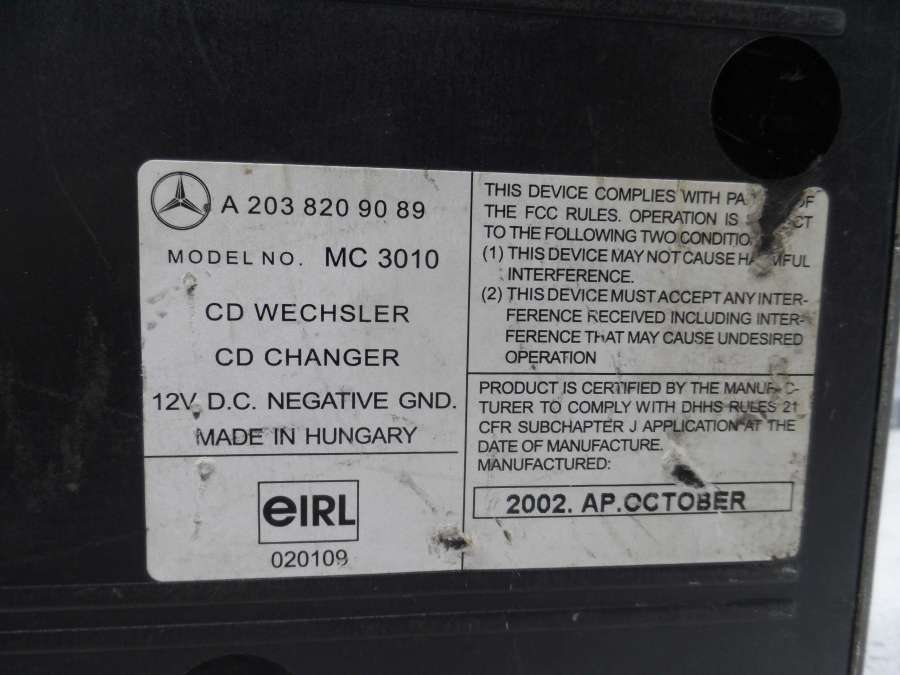 A 203 820 90 89
MODEL NO. MC 3010
CD WECHSLER
CD CHANGER
12V D.C. NEGATIVE GND.
MADE IN HUNGARY
eIRL
020109
THIS DEVICE COMPLIES WITH OF
THE FCC RULES. OPERATION IS
TO THE FOLLOWING TWO
(1) THIS DEVICE MAY NOT CAUSE HARMFUL
INTERFERENCE.
(2) THIS DEVICE MUST ACCEPT ANY INTER-
FERENCE RECEIVED INCLUDING INTER-
FERENCE THAT MAY CAUSE UNDESIRED
OPERATION
PRODUCT IS CERTIFIED BY THE MANUFAC-
TURER TO COMPLY WITH DHHS RULES 21
CFR SUBCHAPTER J APPLICATION AT THE
DATE OF MANUFACTURE.
MANUFACTURED:
2002. AP.OCTOBER